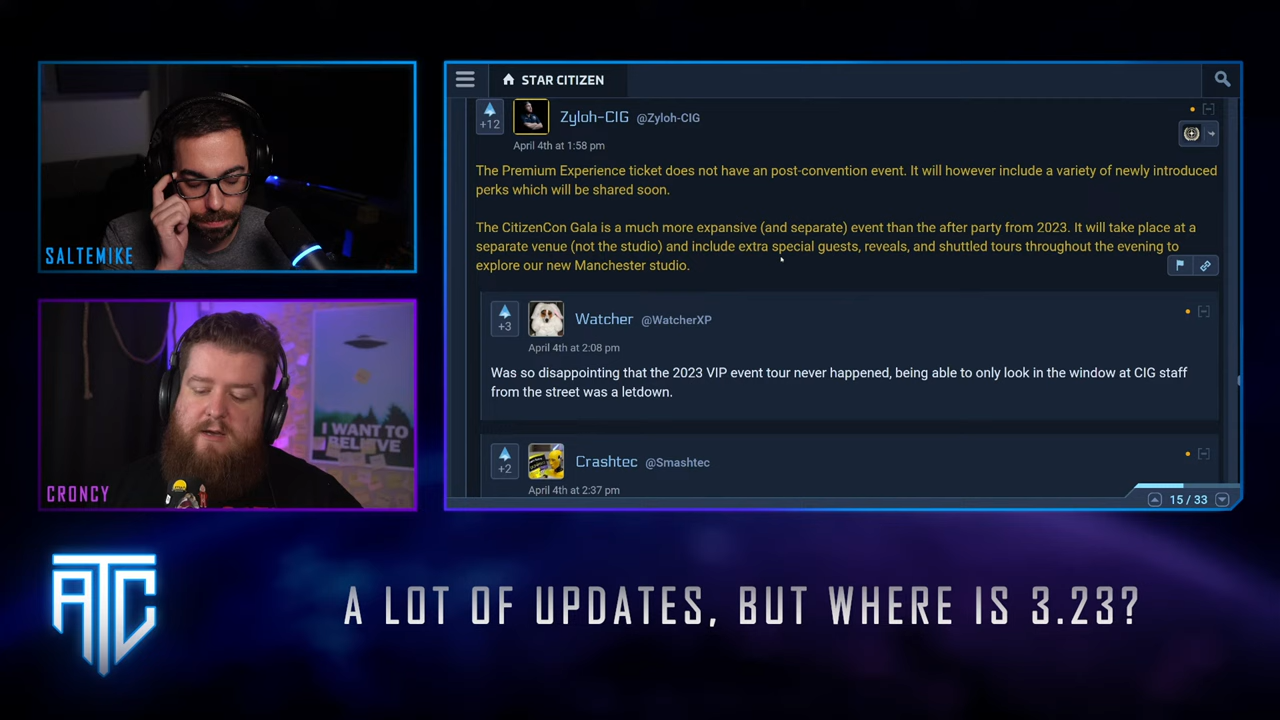 STAR CITIZEN
+12
Zyloh-CIG @Zyloh-CIG
April 4th at 1:58 pm
The Premium Experience ticket does not have an post-convention event. It will however include a variety of newly introduced
perks which will be shared soon.
The CitizenCon Gala is a much more expansive (and separate) event than the after party from 2023. It will take place at a
separate venue (not the studio) and include extra special guests, reveals, and shuttled tours throughout the evening to
explore our new Manchester studio.
+3
Watcher @WatcherXP
April 4th at 2:08 pm
Was so disappointing that the 2023 VIP event tour never happened, being able to only look in the window at CIG staff
from the street was a letdown.
+2
Crashtec @Smashtec
April 4th at 2:37 pm
15 / 33
SALTEMIKE
I WANT TO
BELIEVE
CRONCY
ATC
A LOT OF UPDATES, BUT WHERE IS 3.23?